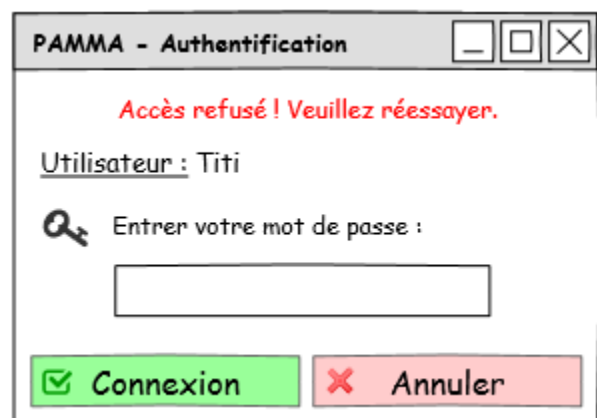 PAMMA - Authentification
Accès refusé ! Veuillez réessayer.
Utilisateur : Titi
Entrer votre mot de passe :
Connexion
Annuler